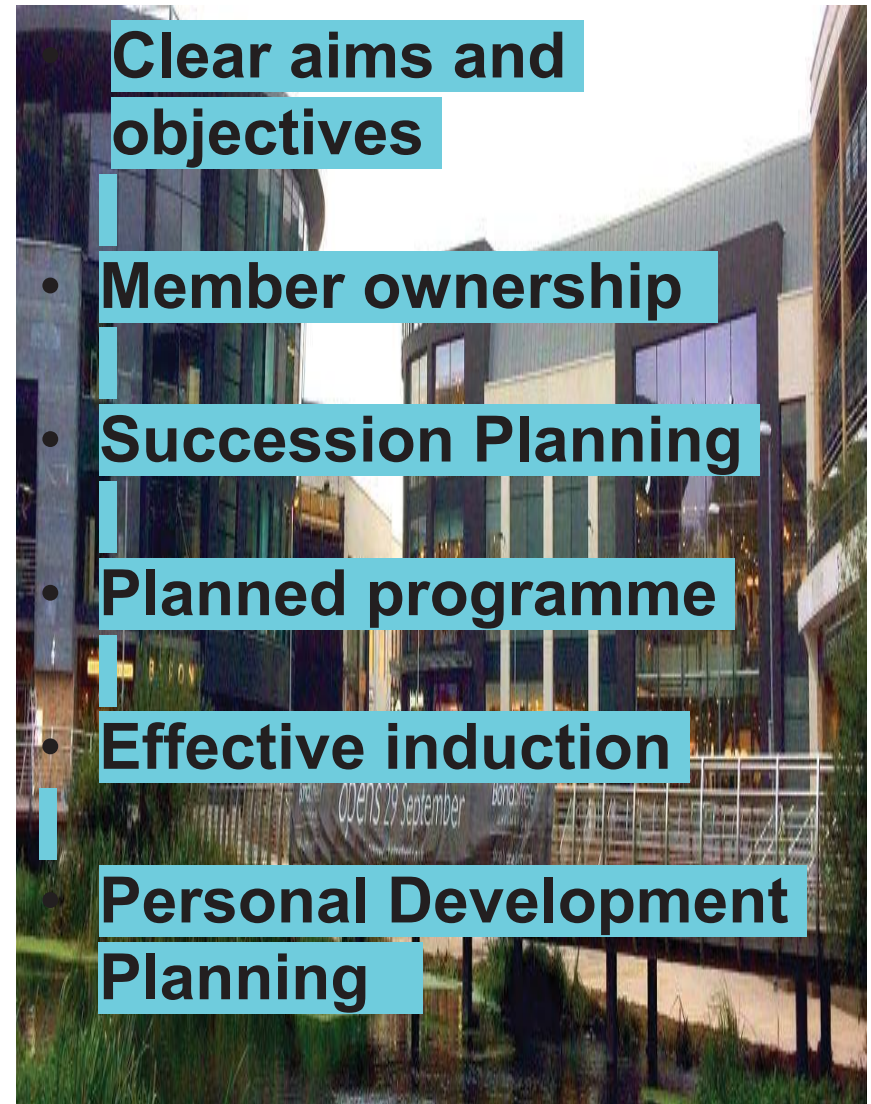 • Clear aims and
objectives
• Member ownership
• Succession Planning
• Planned programme
• Effective induction
opens 29 September
• Personal Development
Planning